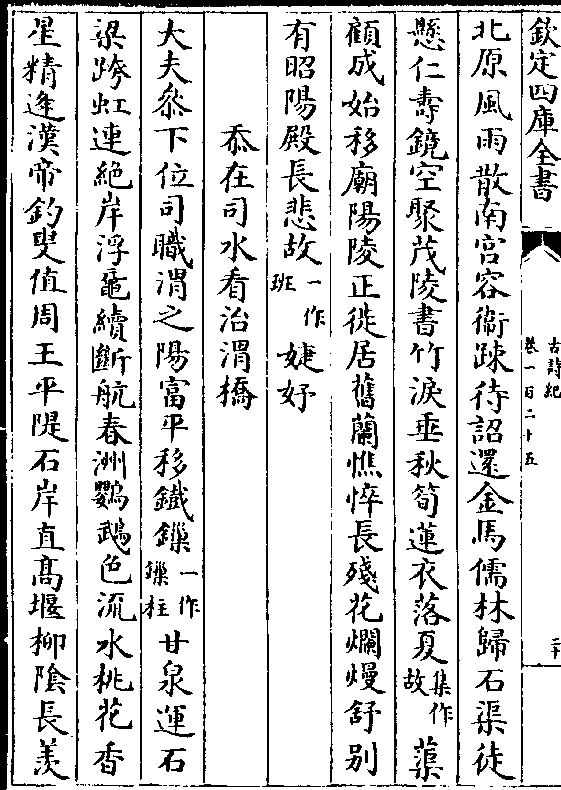 欽定四庫全書
古詩紀
卷一百二十五
二十
北原風雨散南宫容衞踈待詔還金馬儒林歸石渠徒
懸仁壽鏡空聚茂陵書竹淚垂秋筍蓮衣落夏集作故蕖
顧成始移廟陽陵正徙居舊蘭憔悴長殘花爛熳舒别
有昭陽殿長悲故一作班婕妤
忝在司水看治渭橋
大夫參下位司職渭之陽富平移鐵鏁一作鏁柱甘泉運石
梁跨虹連絶岸浮黿續斷航春洲鸚鵡色流水桃花香
星精逢漢帝釣叟值周王平隄石岸直髙堰柳隂長羨